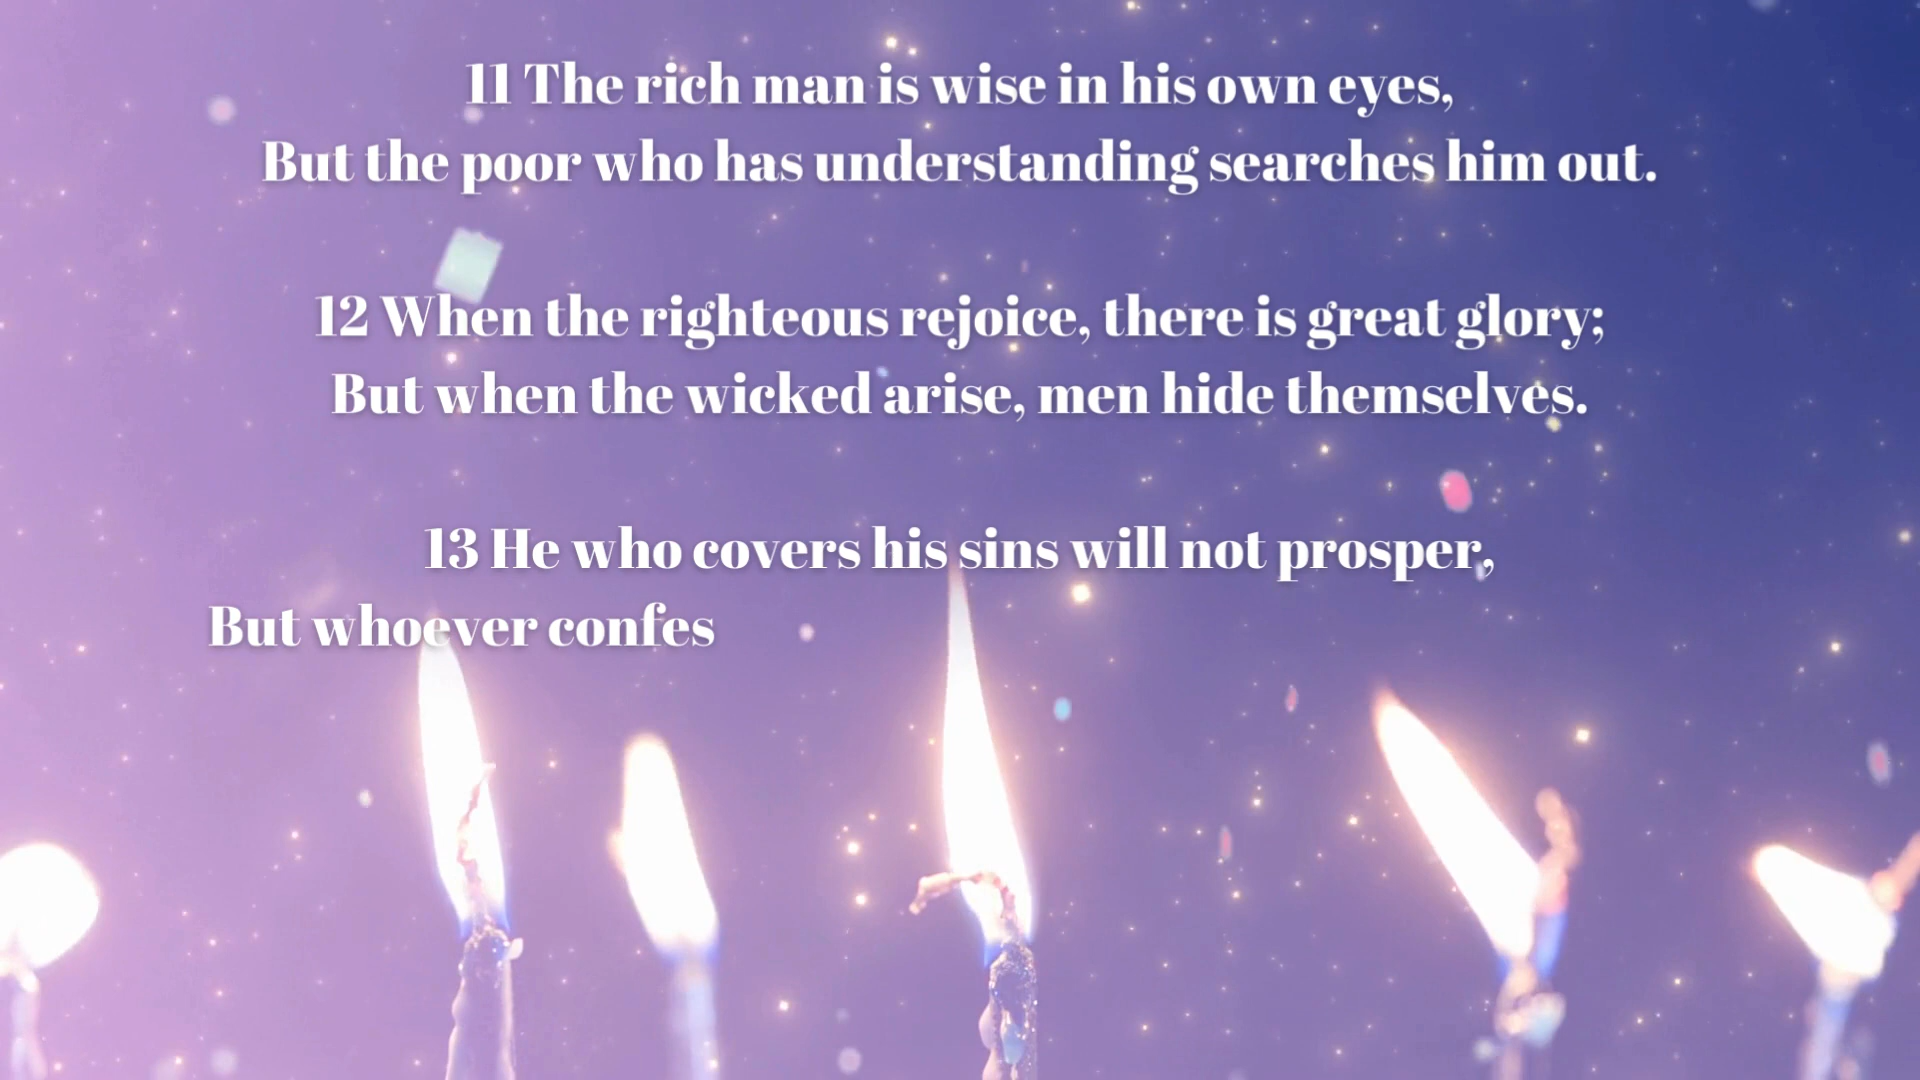 11 The rich man is wise in his own eyes,
But the poor who has understanding searches him out.
12 When the righteous rejoice, there is great glory;
But when the wicked arise, men hide themselves.
13 He who covers his sins will not prosper,
But whoever confes